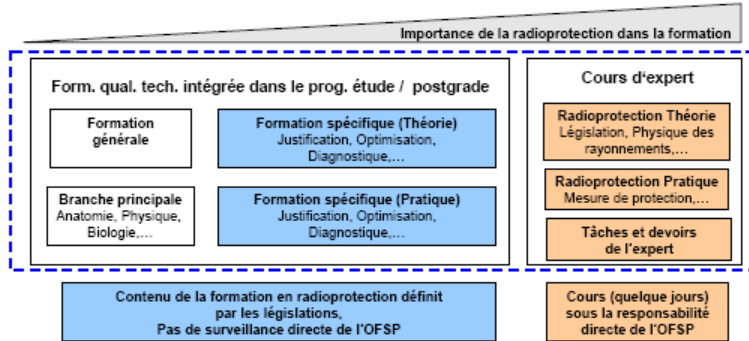 Importance de la radioprotection dans la formation
Form. qual. tech. intégrée dans le prog. étude / postgrade
Cours d'expert
Formation
générale
Formation spécifique (Théorie)
Justification, Optimisation,
Diagnostique,...
Radioprotection Théorie
Législation, Physique des
rayonnements,...
Branche principale
Anatomie, Physique,
Biologie,...
Formation spécifique (Pratique)
Justification, Optimisation,
Diagnostique,...
Radioprotection Pratique
Mesure de protection,...
Tâches et devoirs
de l'expert
Contenu de la formation en radioprotection définit
par les législations,
Pas de surveillance directe de l'OFSP
Cours (quelque jours)
sous la responsabilité
directe de l'OFSP